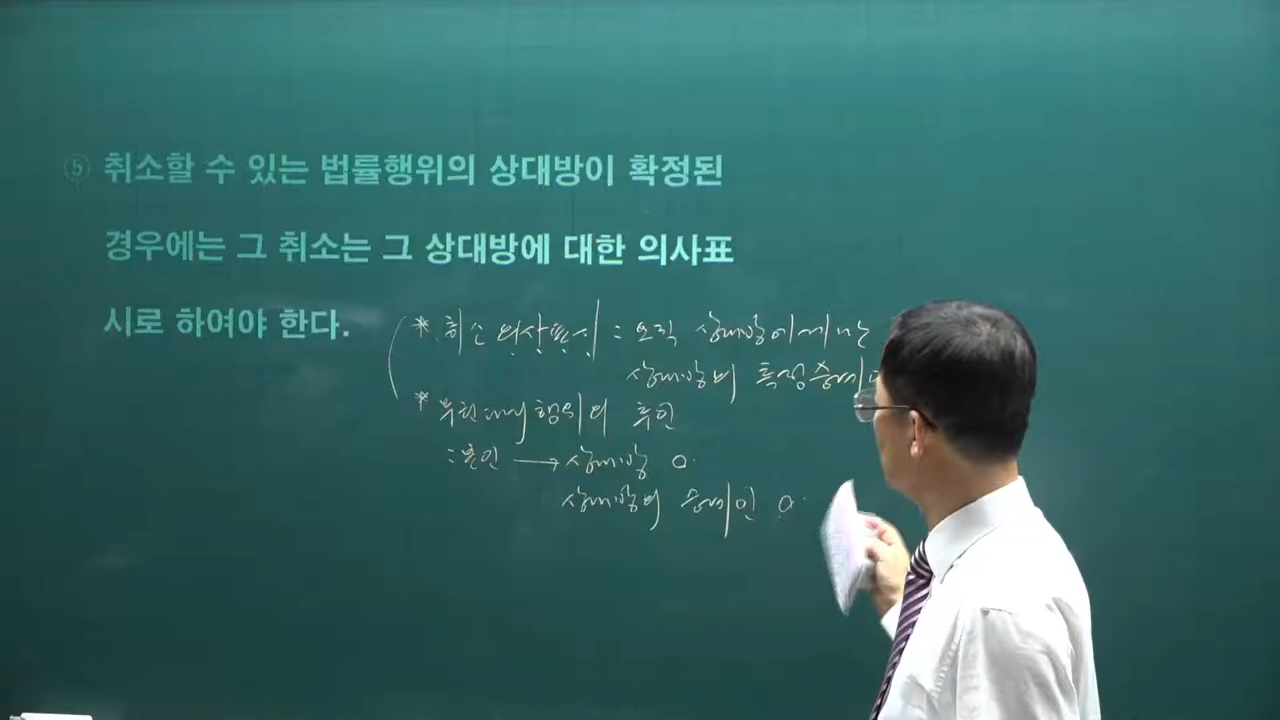 ⑤ 취소할 수 있는 법률행위의 상대방이 확정된
경우에는 그 취소는 그 상대방에 대한 의사표
시로 하여야 한다.
* 취소 의사표시 : 오직 상대방에게만
상대방의 특정승계
* 무권대리행위의 추인
: 본인 → 상대방 O
상대방의 승계인 O